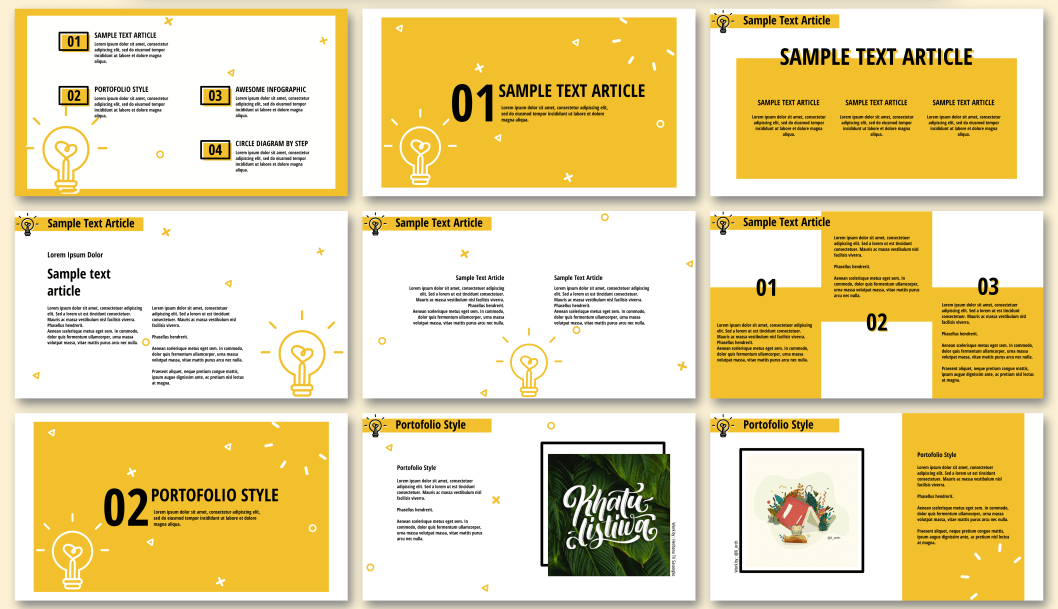 01
SAMPLE TEXT ARTICLE
Lorem ipsum dolor sit amet, consectetur
adipiscing elit, sed do eiusmod tempor
incididunt ut labore et dolore magna
aliqua.
02
PORTOFOLIO STYLE
Lorem ipsum dolor sit amet, consectetur
adipiscing elit, sed do eiusmod tempor
incididunt ut labore et dolore magna
aliqua.
03
AWESOME INFOGRAPHIC
Lorem ipsum dolor sit amet, consectetur
adipiscing elit, sed do eiusmod tempor
incididunt ut labore et dolore magna
aliqua.
04
CIRCLE DIAGRAM BY STEP
Lorem ipsum dolor sit amet, consectetur
adipiscing elit, sed do eiusmod tempor
incididunt ut labore et dolore magna
aliqua.
01
SAMPLE TEXT ARTICLE
Lorem ipsum dolor sit amet, consectetur adipiscing elit,
sed do eiusmod tempor incididunt ut labore et dolore
magna aliqua.
Sample Text Article
SAMPLE TEXT ARTICLE
SAMPLE TEXT ARTICLE
Lorem ipsum dolor sit amet, consectetur
adipiscing elit, sed do eiusmod tempor
incididunt ut labore et dolore magna
aliqua.
SAMPLE TEXT ARTICLE
Lorem ipsum dolor sit amet, consectetur
adipiscing elit, sed do eiusmod tempor
incididunt ut labore et dolore magna
aliqua.
SAMPLE TEXT ARTICLE
Lorem ipsum dolor sit amet, consectetur
adipiscing elit, sed do eiusmod tempor
incididunt ut labore et dolore magna
aliqua.
Sample Text Article
Lorem Ipsum Dolor
Sample text
article
Lorem ipsum dolor sit amet, consectetuer adipiscing
elit. Sed a lorem et est tincidunt consectetuer.
Mauris ac massa vestibulum nisl facilisis viverra.
Phasellus hendrerit.
Aenean scelerisque metus eget sem. In commodo,
dolor quis fermentum ullamcorper, urna massa
volutpat massa, vitae mattis purus arcu nec nulla.
Lorem ipsum dolor sit amet, consectetuer
adipiscing elit. Sed a lorem et est tincidunt
consectetuer. Mauris ac massa vestibulum nisl
facilisis viverra.
Phasellus hendrerit.
Aenean scelerisque metus eget sem. In commodo,
dolor quis fermentum ullamcorper, urna massa
volutpat massa, vitae mattis purus arcu nec nulla.
Praesent aliquet, neque pretium congue mattis,
ipsum augue dignissim ante, ac pretium nisl lectus
at magna.
Sample Text Article
Sample Text Article
Lorem ipsum dolor sit amet, consectetuer adipiscing
elit. Sed a lorem et est tincidunt consectetuer.
Mauris ac massa vestibulum nisl facilisis viverra.
Phasellus hendrerit.
Aenean scelerisque metus eget sem. In commodo,
dolor quis fermentum ullamcorper, urna massa
volutpat massa, vitae mattis purus arcu nec nulla.
Sample Text Article
Lorem ipsum dolor sit amet, consectetuer adipiscing
elit. Sed a lorem et est tincidunt consectetuer.
Mauris ac massa vestibulum nisl facilisis viverra.
Phasellus hendrerit.
Aenean scelerisque metus eget sem. In commodo,
dolor quis fermentum ullamcorper, urna massa
volutpat massa, vitae mattis purus arcu nec nulla.
Sample Text Article
01
Lorem ipsum dolor sit amet, consectetuer adipiscing
elit. Sed a lorem et est tincidunt consectetuer.
Mauris ac massa vestibulum nisl facilisis viverra.
Phasellus hendrerit.
Aenean scelerisque metus eget sem. In commodo,
dolor quis fermentum ullamcorper, urna massa
volutpat massa, vitae mattis purus arcu nec nulla.
Lorem ipsum dolor sit amet, consectetuer
adipiscing elit. Sed a lorem et est tincidunt
consectetuer. Mauris ac massa vestibulum nisl
facilisis viverra.
Phasellus hendrerit.
Aenean scelerisque metus eget sem. In
commodo, dolor quis fermentum ullamcorper,
urna massa volutpat massa, vitae mattis purus
arcu nec nulla.
02
03
Lorem ipsum dolor sit amet, consectetuer
adipiscing elit. Sed a lorem et est tincidunt
consectetuer. Mauris ac massa vestibulum nisl
facilisis viverra.
Phasellus hendrerit.
Aenean scelerisque metus eget sem. In
commodo, dolor quis fermentum ullamcorper,
urna massa volutpat massa, vitae mattis purus
arcu nec nulla.
Praesent aliquet, neque pretium congue mattis,
ipsum augue dignissim ante, ac pretium nisl lectus
at magna.
02
PORTOFOLIO STYLE
Lorem ipsum dolor sit amet, consectetur adipiscing elit,
sed do eiusmod tempor incididunt ut labore et dolore
magna aliqua.
Portofolio Style
Portofolio Style
Lorem ipsum dolor sit amet, consectetuer
adipiscing elit. Sed a lorem et est tincidunt
consectetuer. Mauris ac massa vestibulum nisl
facilisis viverra.
Phasellus hendrerit.
Aenean scelerisque metus eget sem. In
commodo, dolor quis fermentum ullamcorper,
urna massa volutpat massa, vitae mattis purus
arcu nec nulla.
Khatu-
listiwa
Portofolio Style
Portofolio Style
Lorem ipsum dolor sit amet, consectetuer
adipiscing elit. Sed a lorem et est tincidunt
consectetuer. Mauris ac massa vestibulum nisl
facilisis viverra.
Phasellus hendrerit.
Aenean scelerisque metus eget sem. In
commodo, dolor quis fermentum ullamcorper,
urna massa volutpat massa, vitae mattis purus
arcu nec nulla.
Praesent aliquet, neque pretium congue mattis,
ipsum augue dignissim ante, ac pretium nisl lectus
at magna.